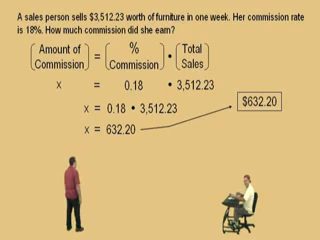 A sales person sells $3,512.23 worth of furniture in one week. Her commission rate
is 18%. How much commission did she earn?
Amount of Commission = % Commission • Total Sales
x = 0.18 • 3,512.23
x = 0.18 • 3,512.23
$632.20
x = 632.20